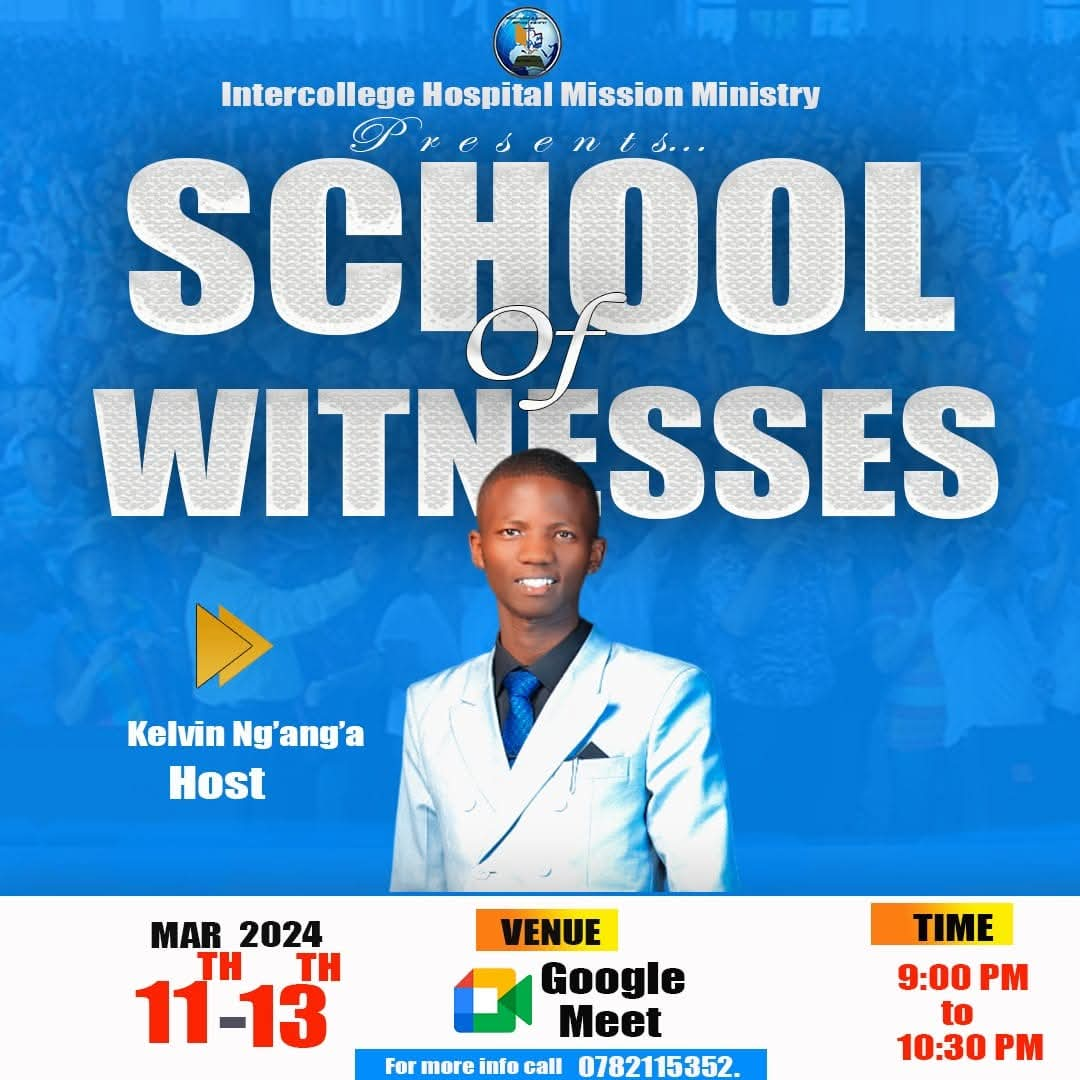 Intercollege Hospital Mission Ministry
Presents...
SCHOOL
Of
WITNESSES
Kelvin Ng'ang'a
Host
MAR 2024
11TH-13TH
VENUE
Google
Meet
TIME
9:00 PM
to
10:30 PM
For more info call 0782115352.